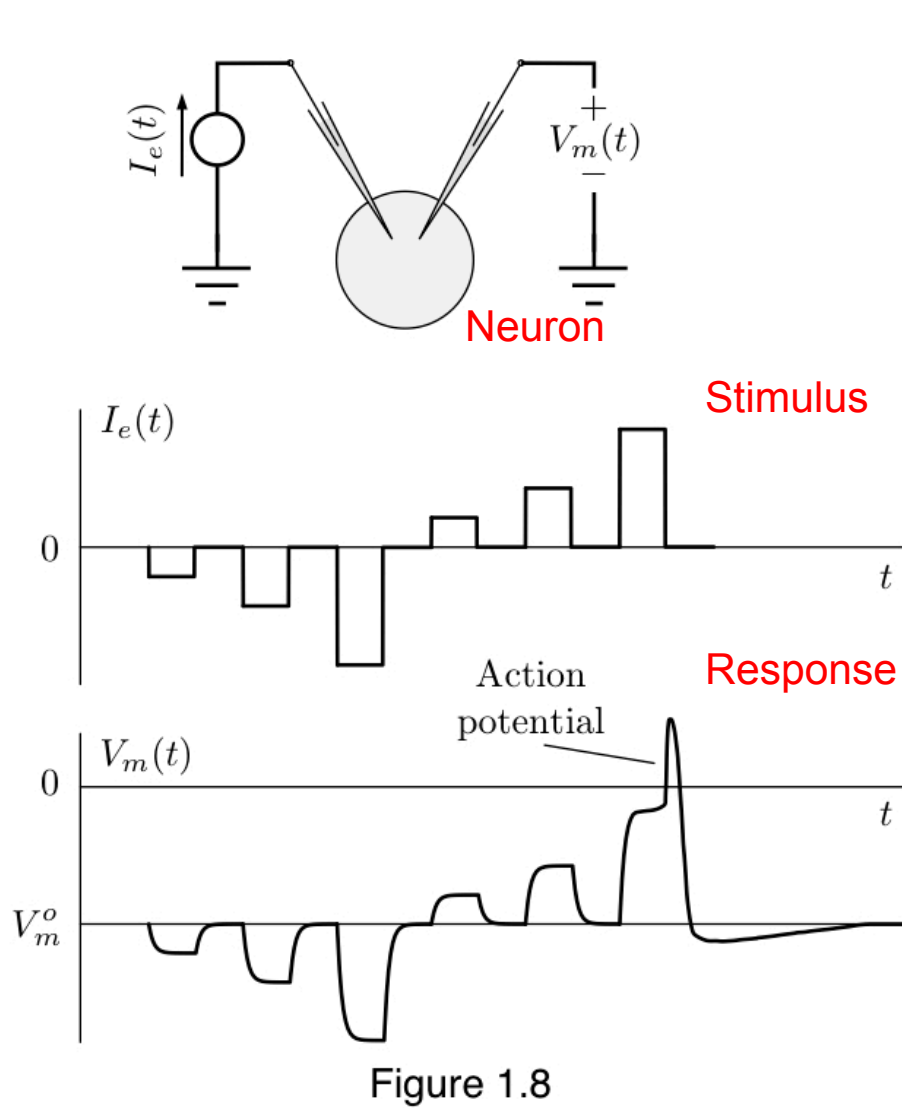 I_e(t)
+
V_m(t)
−
Neuron
Stimulus
I_e(t)
0
t
Response
Action
potential
V_m(t)
0
t
V_m^o
Figure 1.8